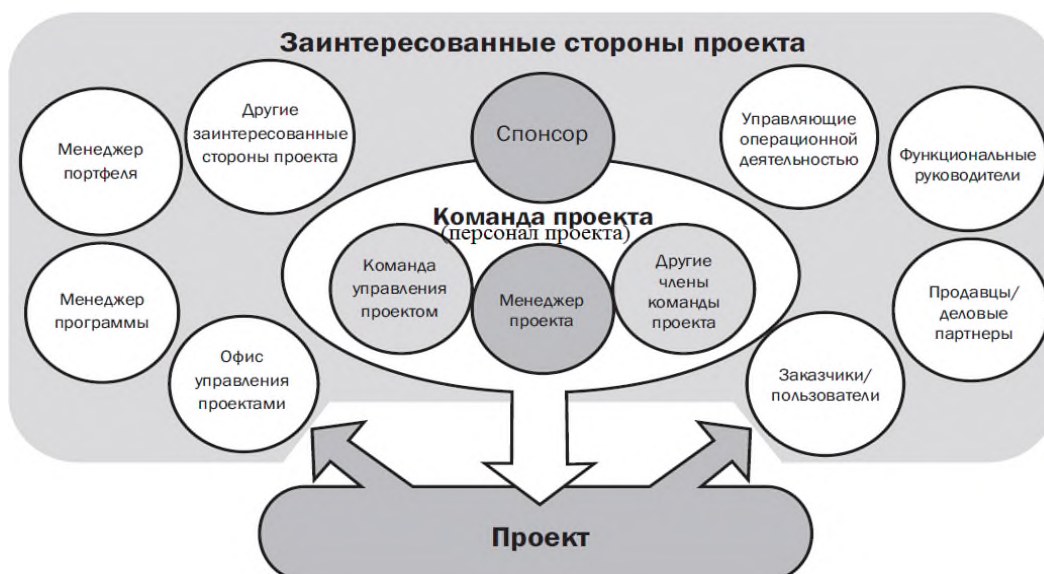 Заинтересованные стороны проекта
Менеджер
портфеля
Другие
заинтересованные
стороны проекта
Спонсор
Управляющие
операционной
деятельностью
Функциональные
руководители
Команда проекта
(персонал проекта)
Команда
управления
проектом
Менеджер
проекта
Другие
члены
команды
проекта
Менеджер
программы
Офис
управления
проектами
Продавцы/
деловые
партнеры
Заказчики/
пользователи
Проект